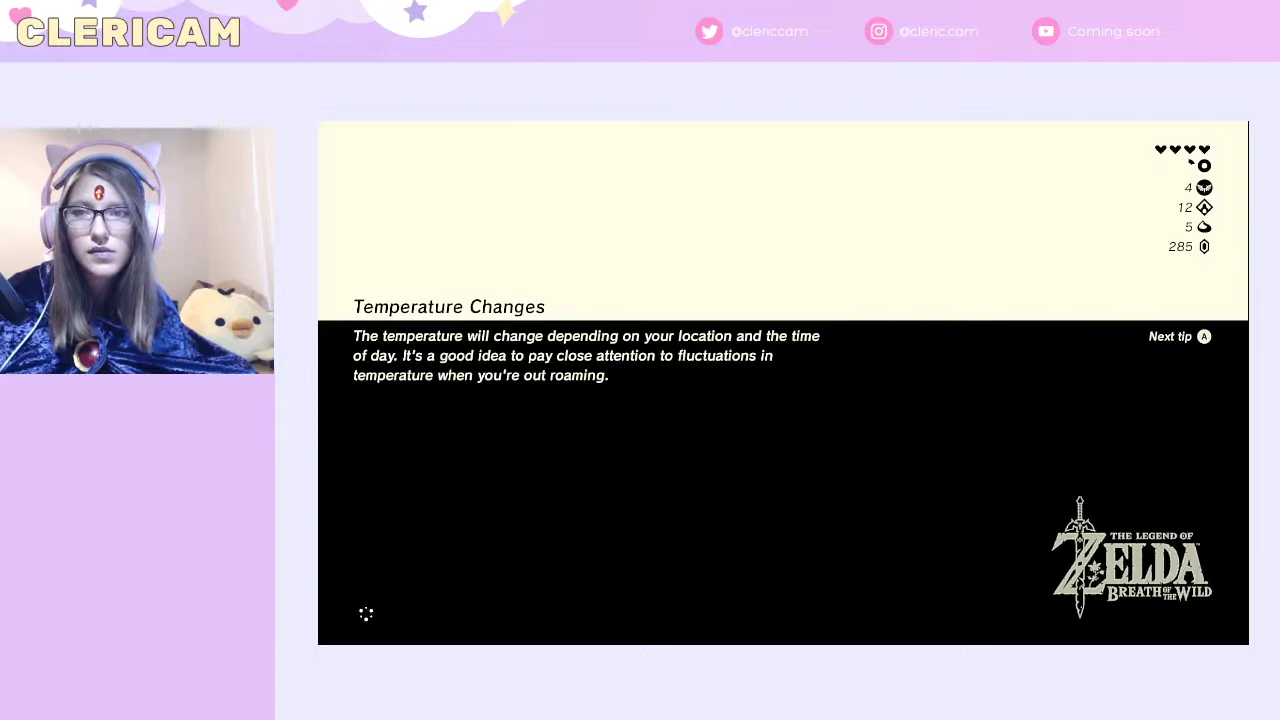 CLERICAM
@clericcam
@cleric.cam
Coming soon
4
12
5
285
Temperature Changes
The temperature will change depending on your location and the time
of day. It's a good idea to pay close attention to fluctuations in
temperature when you're out roaming.
Next tip A
THE LEGEND OF
ZELDA
BREATH OF THE WILD